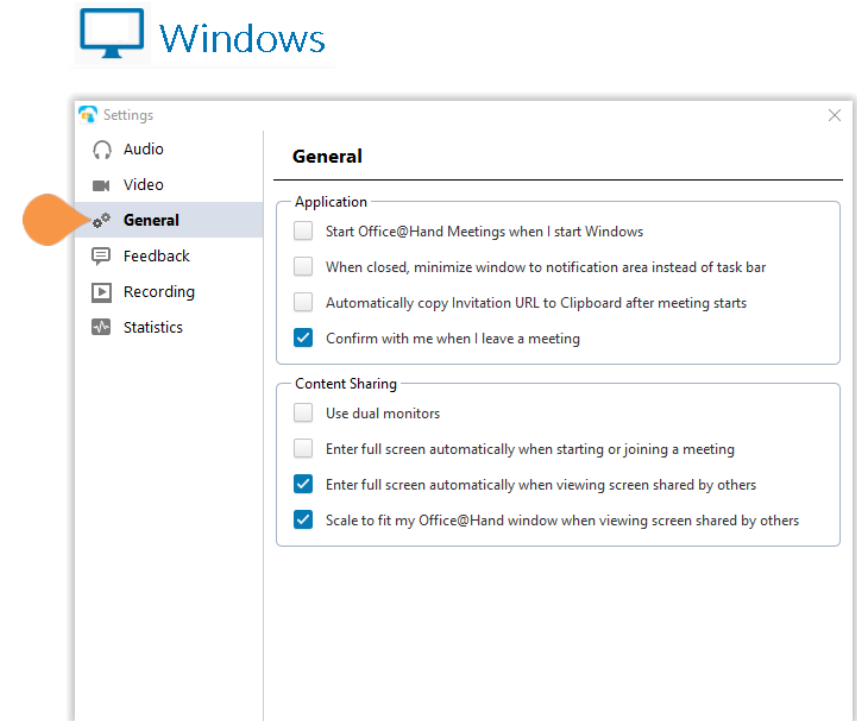 Windows
Settings
Audio
Video
General
Feedback
Recording
Statistics
General
Application
Start Office@Hand Meetings when I start Windows
When closed, minimize window to notification area instead of task bar
Automatically copy Invitation URL to Clipboard after meeting starts
Confirm with me when I leave a meeting
Content Sharing
Use dual monitors
Enter full screen automatically when starting or joining a meeting
Enter full screen automatically when viewing screen shared by others
Scale to fit my Office@Hand window when viewing screen shared by others